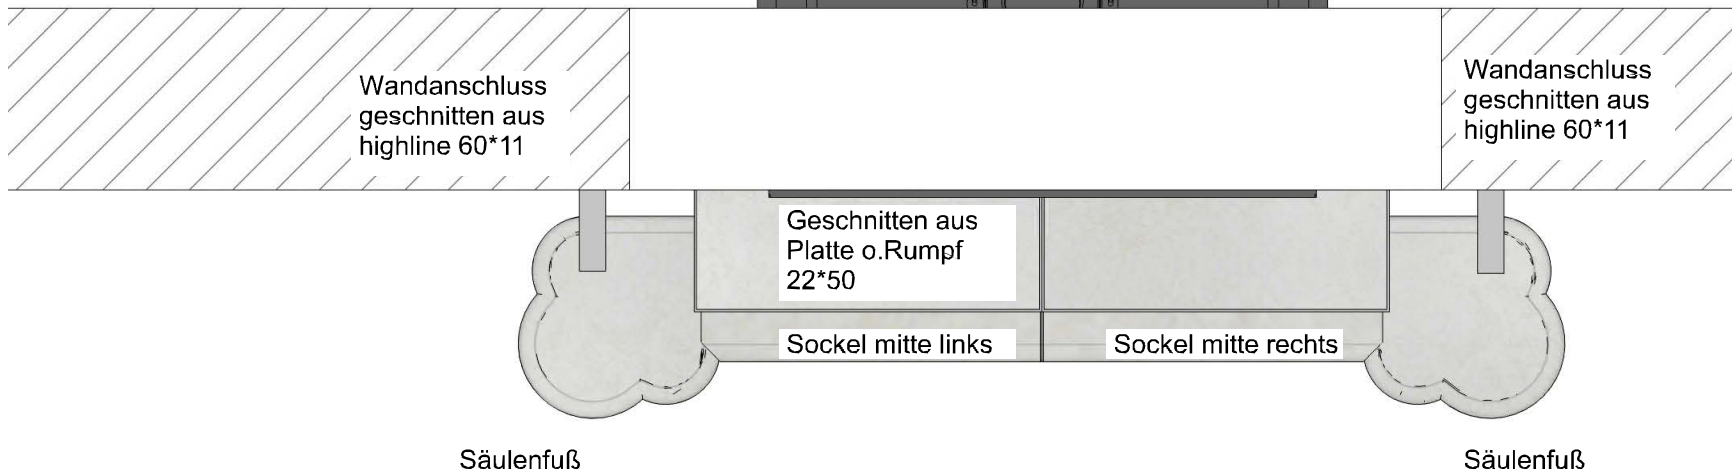 Wandanschluss
geschnitten aus
highline 60*11
Wandanschluss
geschnitten aus
highline 60*11
Geschnitten aus
Platte o.Rumpf
22*50
Sockel mitte links
Sockel mitte rechts
Säulenfuß
Säulenfuß